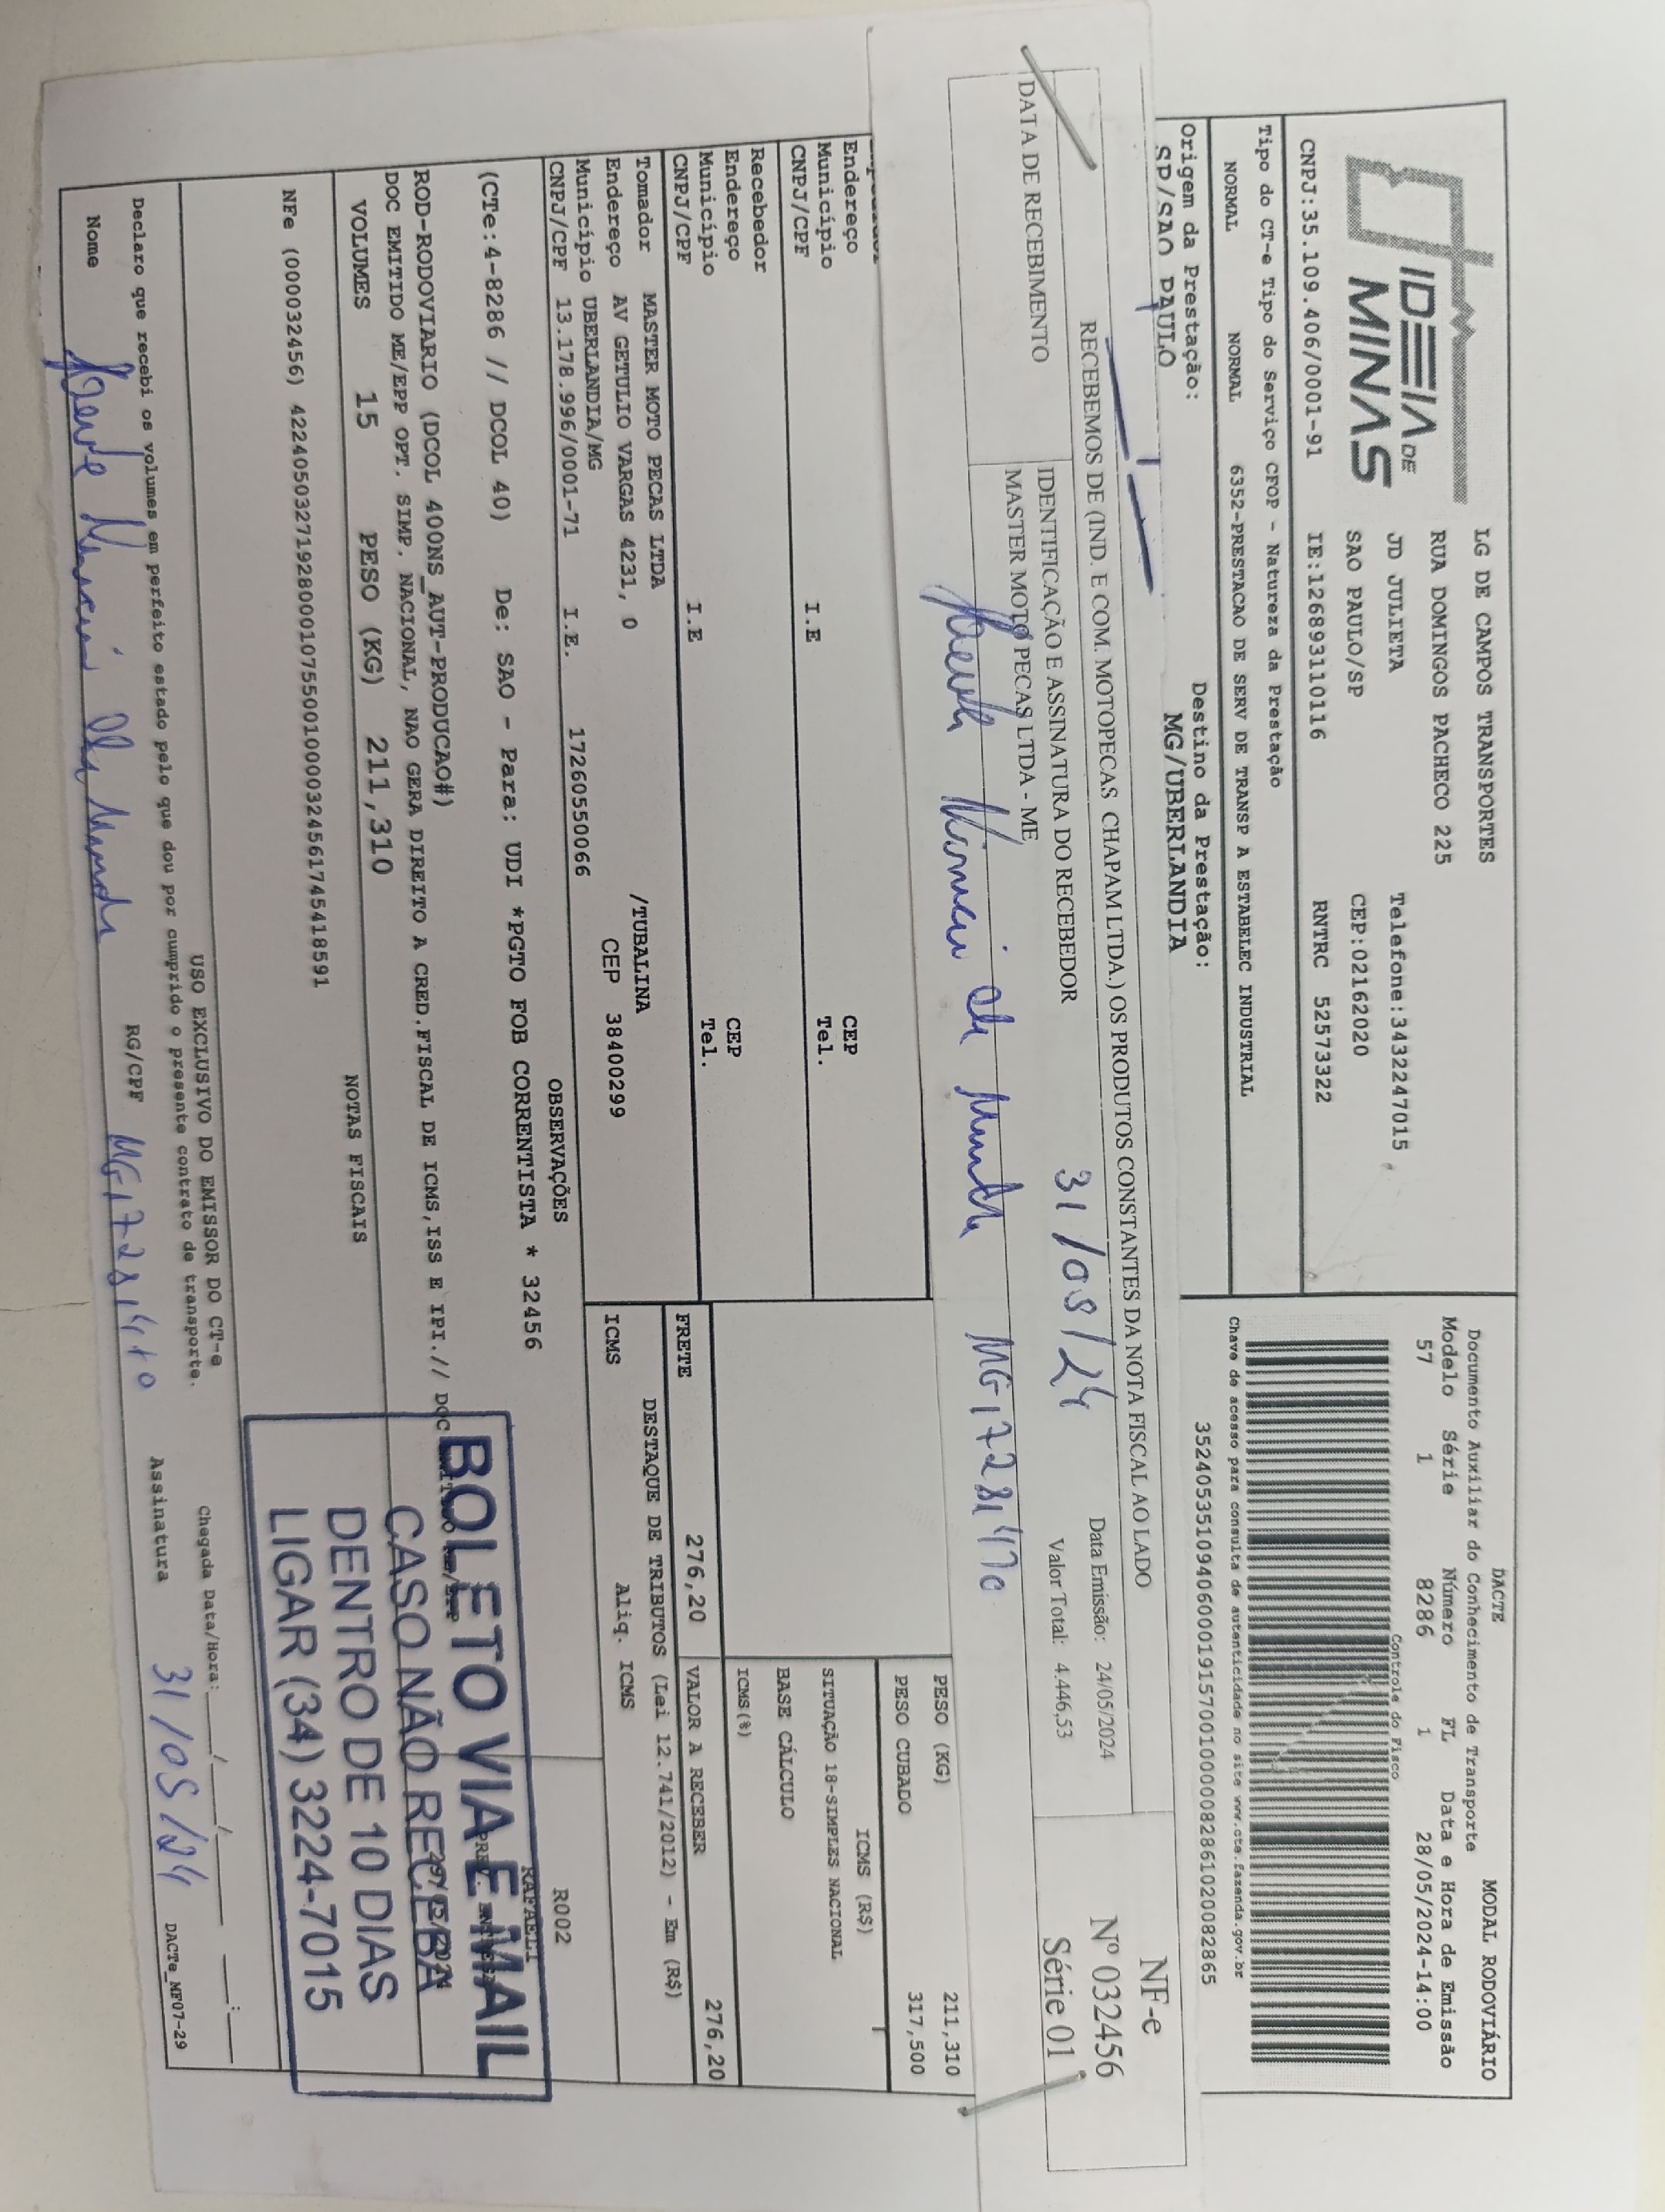 IDEIA DE
MINAS
LG DE CAMPOS TRANSPORTES
RUA DOMINGOS PACHECO 225
JD JULIETA Telefone:3432247015
SAO PAULO/SP CEP:02162020
CNPJ:35.109.406/0001-91 IE:126893110116 RNTRC 52573322
DACTE MODAL RODOVIÁRIO
Documento Auxiliar do Conhecimento de Transporte
Modelo Série Número FL Data e Hora de Emissão
57 1 8286 1 28/05/2024-14:00
Controle do Fisco
Tipo do CT-e Tipo do Serviço CFOP - Natureza da Prestação
NORMAL NORMAL 6352-PRESTACAO DE SERV DE TRANSP A ESTABELEC INDUSTRIAL
Chave de acesso para consulta de autenticidade no site www.cte.fazenda.gov.br
35240535109406000191570010000082861020082865
Origem da Prestação: Destino da Prestação:
SP/SAO PAULO MG/UBERLANDIA
RECEBEMOS DE (IND. E COM. MOTOPECAS CHAPAM LTDA.) OS PRODUTOS CONSTANTES DA NOTA FISCAL AO LADO
NF-e
Nº 032456
Série 01
DATA DE RECEBIMENTO
IDENTIFICAÇÃO E ASSINATURA DO RECEBEDOR
MASTER MOTO PECAS LTDA - ME
31/05/24
Data Emissão: 24/05/2024
Valor Total: 4.446,53
Endereço
Município CEP
CNPJ/CPF I.E Tel.
Recebedor
Endereço
Município CEP
CNPJ/CPF I.E Tel.
PESO (KG) 211,310
PESO CUBADO 317,500
ICMS (R$)
SITUAÇÃO 18-SIMPLES NACIONAL
BASE CÁLCULO
ICMS(%)
Tomador MASTER MOTO PECAS LTDA
Endereço AV GETULIO VARGAS 4231, 0 /TUBALINA
Município UBERLANDIA/MG CEP 38400299
CNPJ/CPF 13.178.996/0001-71 I.E. 17260550066
FRETE 276,20 VALOR A RECEBER 276,20
DESTAQUE DE TRIBUTOS (Lei 12.741/2012) - Em (R$)
ICMS Aliq. ICMS
OBSERVAÇÕES
R002
RAFAELI
(CTe:4-8286 // DCOL 40) De: SAO - Para: UDI *PGTO FOB CORRENTISTA * 32456
ROD-RODOVIARIO (DCOL 400NS_AUT-PRODUCAO#)
DOC EMITIDO ME/EPP OPT. SIMP. NACIONAL, NAO GERA DIREITO A CRED.FISCAL DE ICMS,ISS E IPI.// DOC
BOLETO VIA E-MAIL
CASO NÃO RECEBA
DENTRO DE 10 DIAS
LIGAR (34) 3224-7015
VOLUMES 15 PESO (KG) 211,310
NOTAS FISCAIS
NFe (000032456) 42240503271928000107550010000324561745418591
USO EXCLUSIVO DO EMISSOR DO CT-e
Declaro que recebi os volumes em perfeito estado pelo que dou por cumprido o presente contrato de transporte.
Chegada Data/Hora:___/___/______ ___:___
Nome RG/CPF Assinatura 31/05/24
DACTe_MF07-29